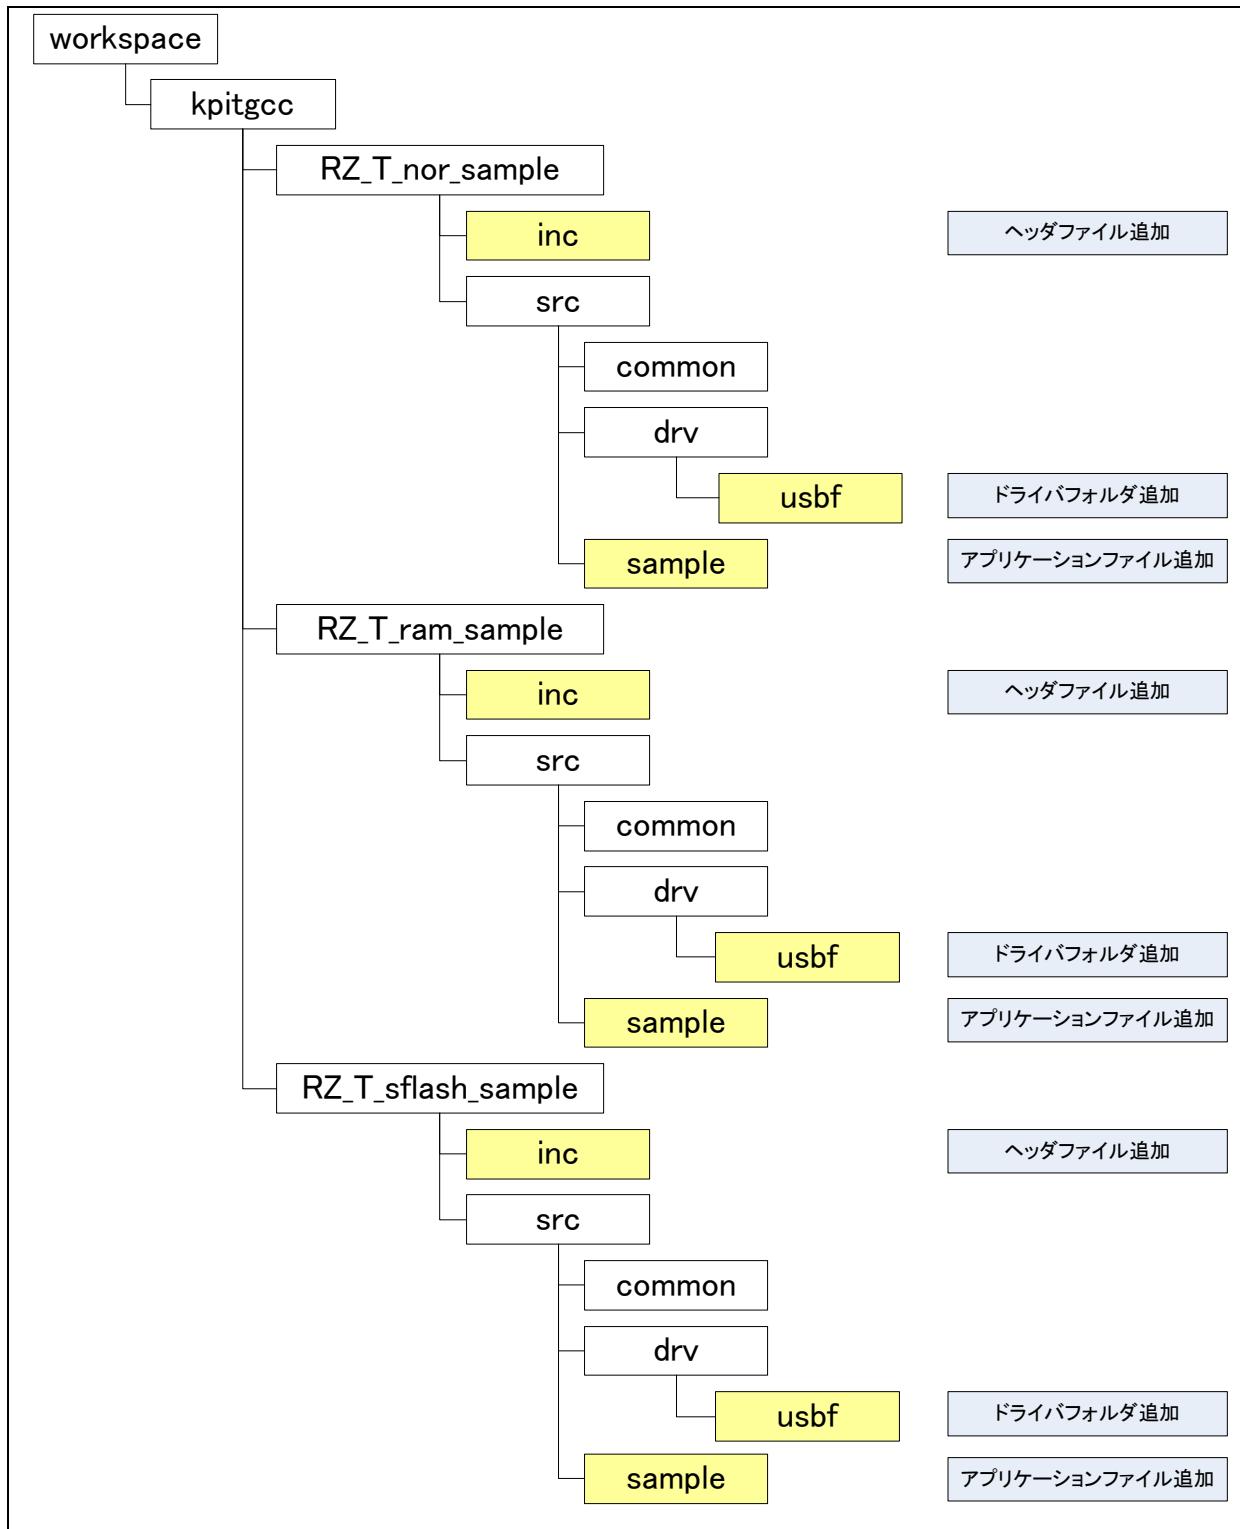 workspace
kpitgcc
RZ_T_nor_sample
inc
ヘッダファイル追加
src
common
drv
usbf
ドライバフォルダ追加
sample
アプリケーションファイル追加
RZ_T_ram_sample
inc
ヘッダファイル追加
src
common
drv
usbf
ドライバフォルダ追加
sample
アプリケーションファイル追加
RZ_T_sflash_sample
inc
ヘッダファイル追加
src
common
drv
usbf
ドライバフォルダ追加
sample
アプリケーションファイル追加